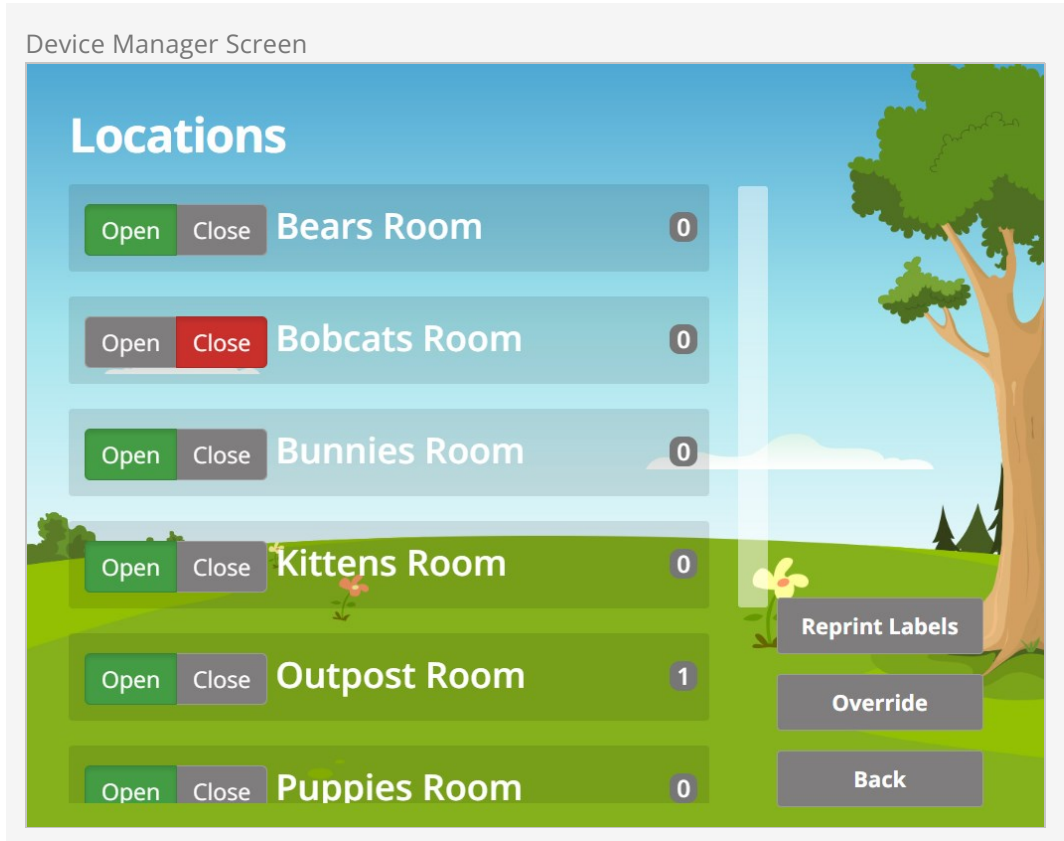 Device Manager Screen
Locations
Open Close Bears Room 0
Open Close Bobcats Room 0
Open Close Bunnies Room 0
Open Close Kittens Room 0
Open Close Outpost Room 1
Open Close Puppies Room 0
Reprint Labels
Override
Back